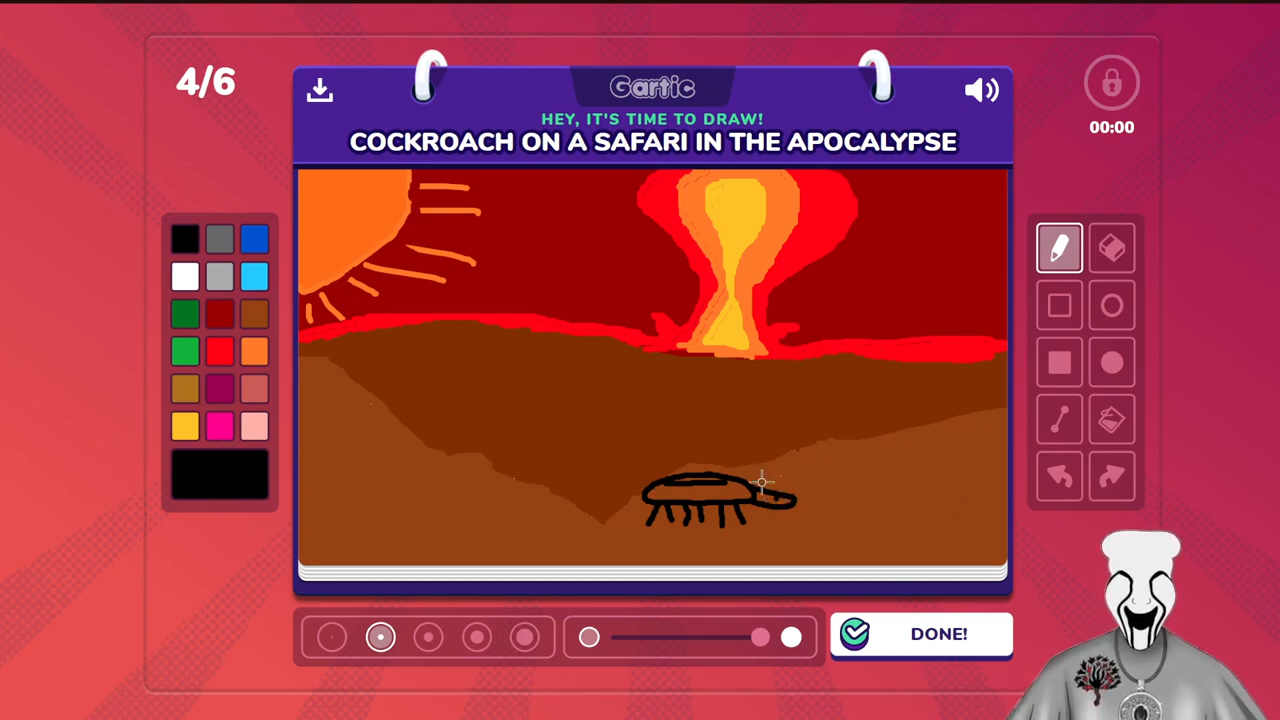 4/6
Gartic
HEY, IT'S TIME TO DRAW!
COCKROACH ON A SAFARI IN THE APOCALYPSE
00:00
DONE!